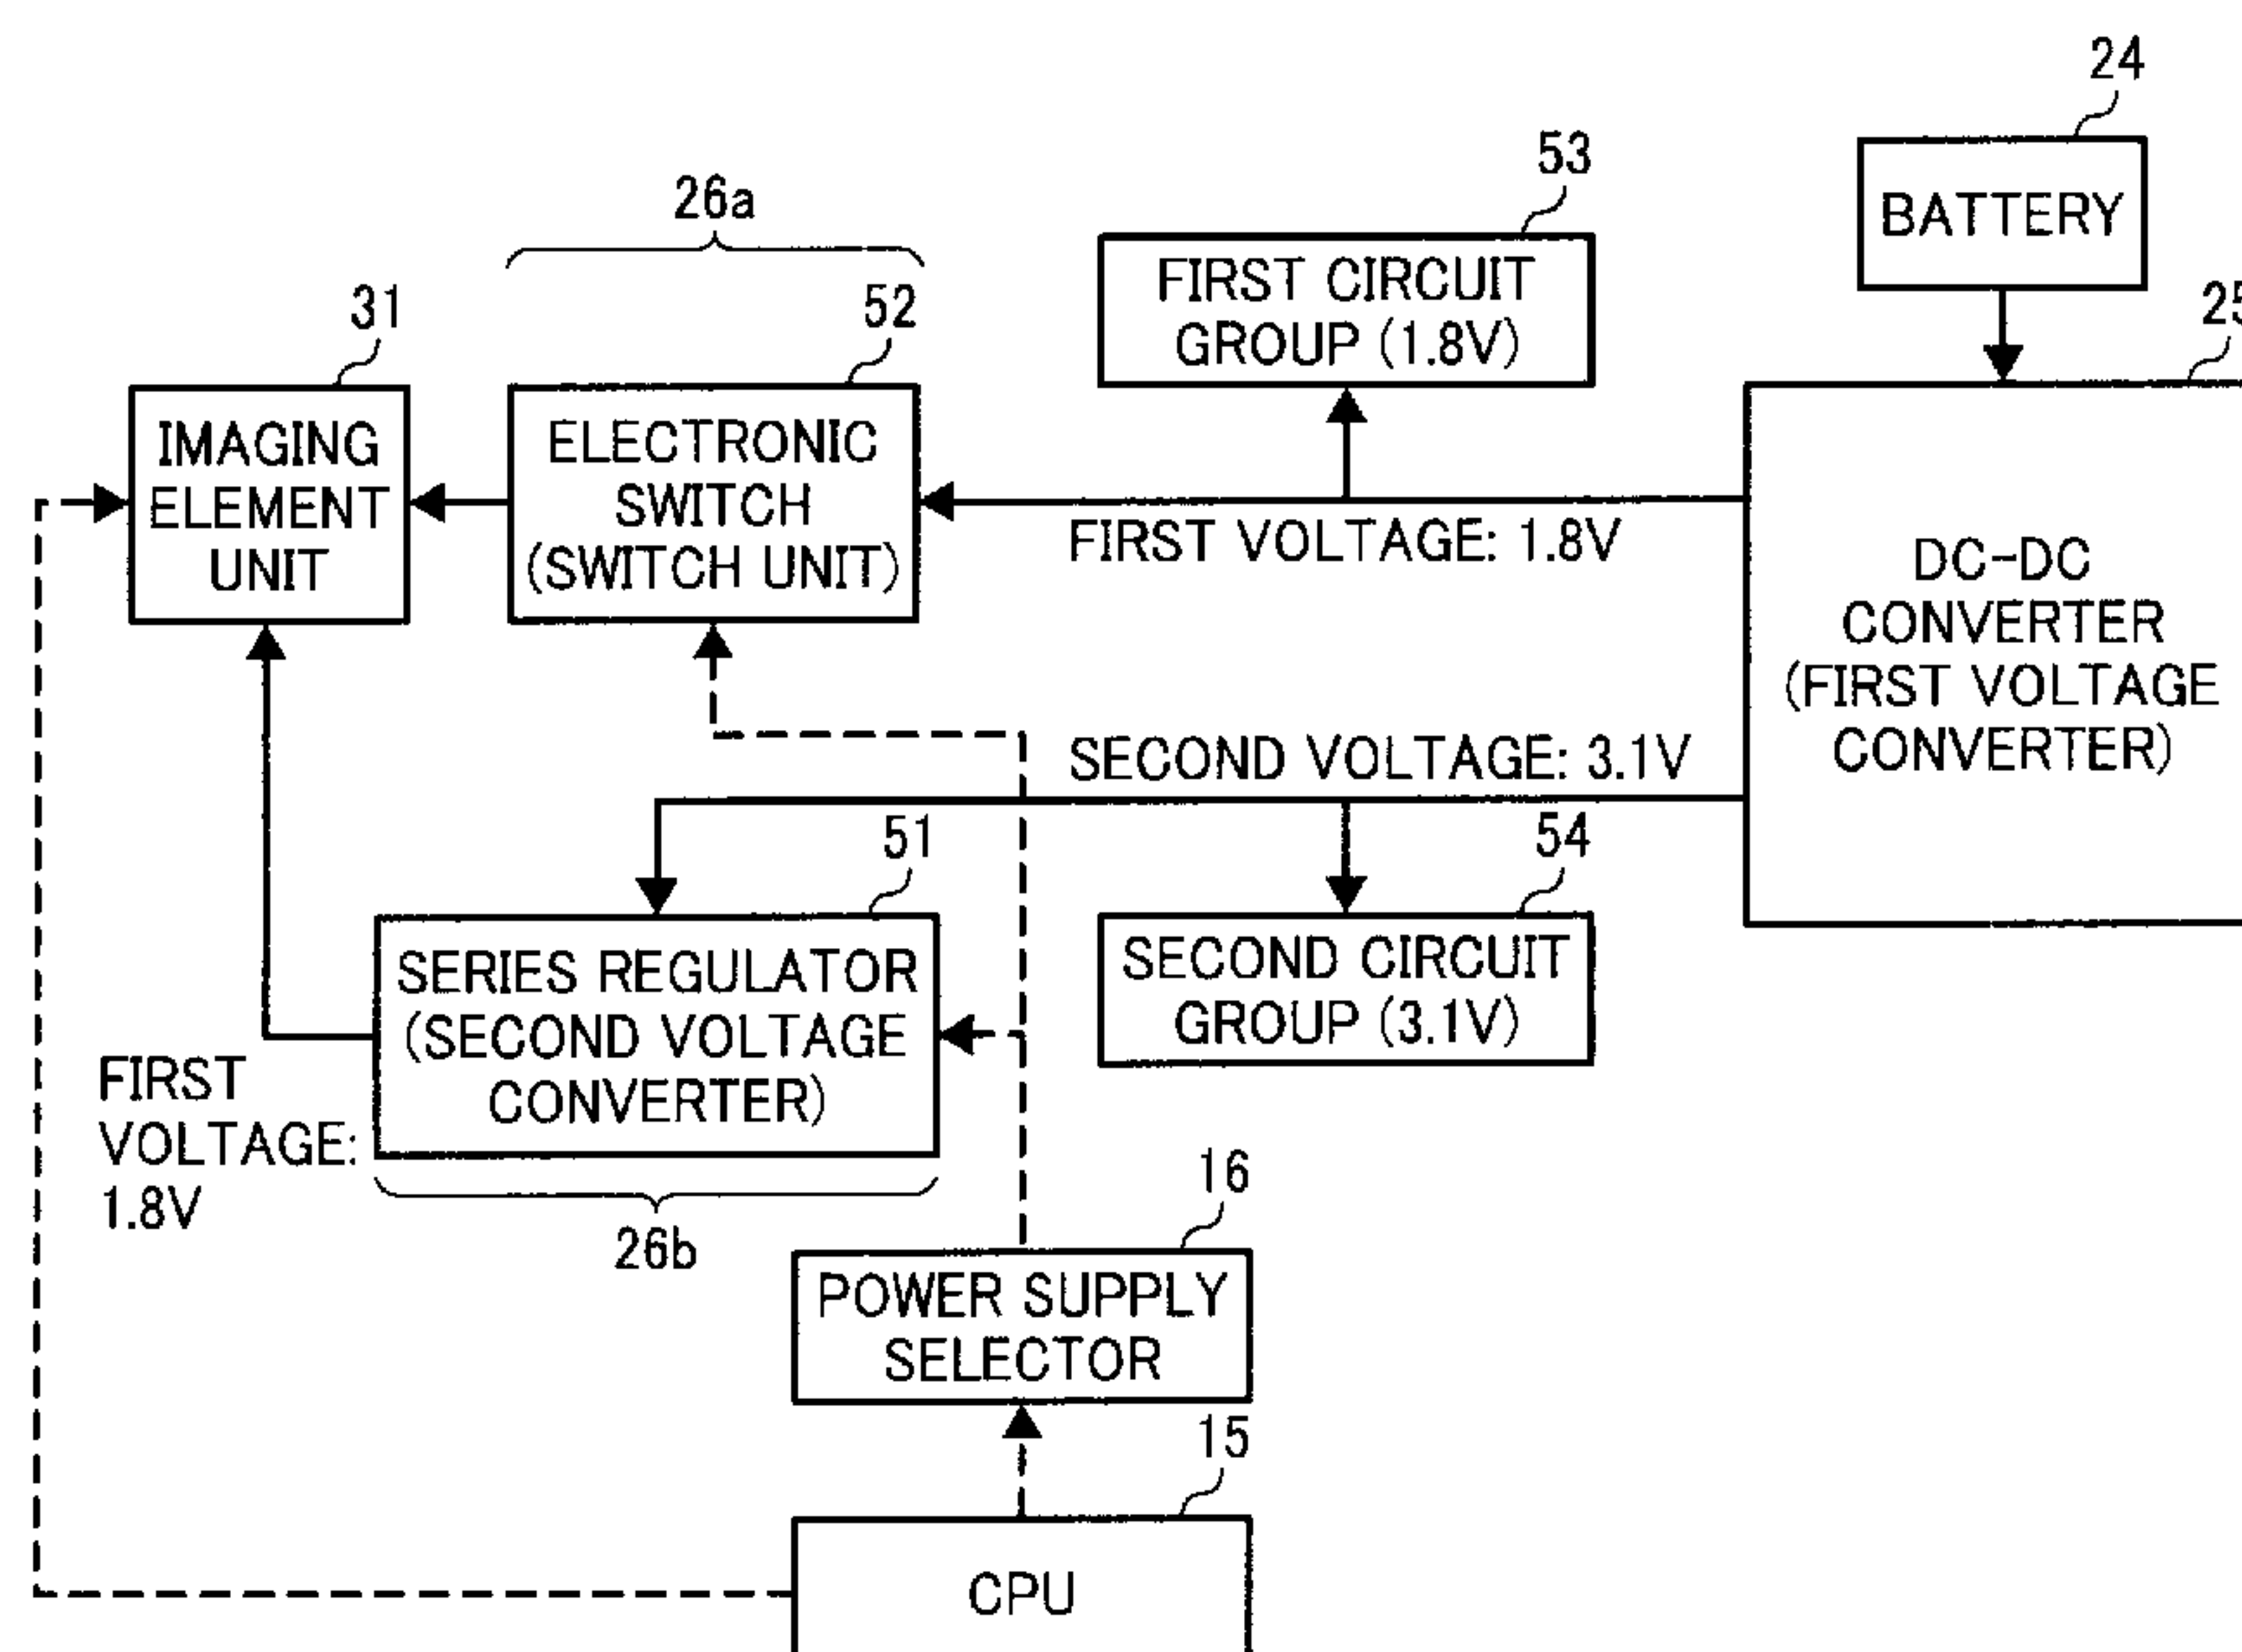 24
BATTERY
53
FIRST CIRCUIT
GROUP (1.8V)
26a
25
31
52
IMAGING
ELEMENT
UNIT
ELECTRONIC
SWITCH
(SWITCH UNIT)
FIRST VOLTAGE: 1.8V
DC-DC
CONVERTER
(FIRST VOLTAGE
CONVERTER)
SECOND VOLTAGE: 3.1V
51
54
SERIES REGULATOR
(SECOND VOLTAGE
CONVERTER)
SECOND CIRCUIT
GROUP (3.1V)
FIRST
VOLTAGE:
1.8V
26b
16
POWER SUPPLY
SELECTOR
15
CPU